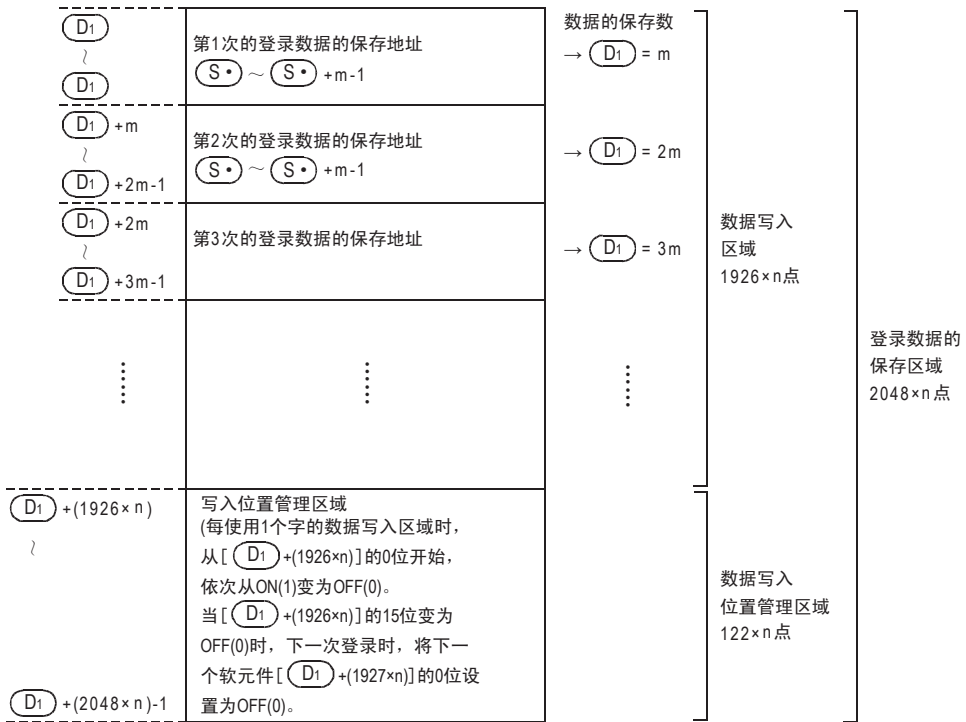 D1
～
D1
第1次的登录数据的保存地址
S・ ～ S・ +m-1
数据的保存数
→ D1 = m
D1 +m
～
D1 +2m-1
第2次的登录数据的保存地址
S・ ～ S・ +m-1
→ D1 = 2m
D1 +2m
～
D1 +3m-1
第3次的登录数据的保存地址
→ D1 = 3m
数据写入
区域
1926×n点
登录数据的
保存区域
2048×n点
D1 +(1926×n)
～
D1 +(2048×n)-1
写入位置管理区域
(每使用1个字的数据写入区域时，
从[ D1 +(1926×n)]的0位开始，
依次从ON(1)变为OFF(0)。
当[ D1 +(1926×n)]的15位变为
OFF(0)时，下一次登录时，将下一
个软元件[ D1 +(1927×n)]的0位设
置为OFF(0)。
数据写入
位置管理区域
122×n点